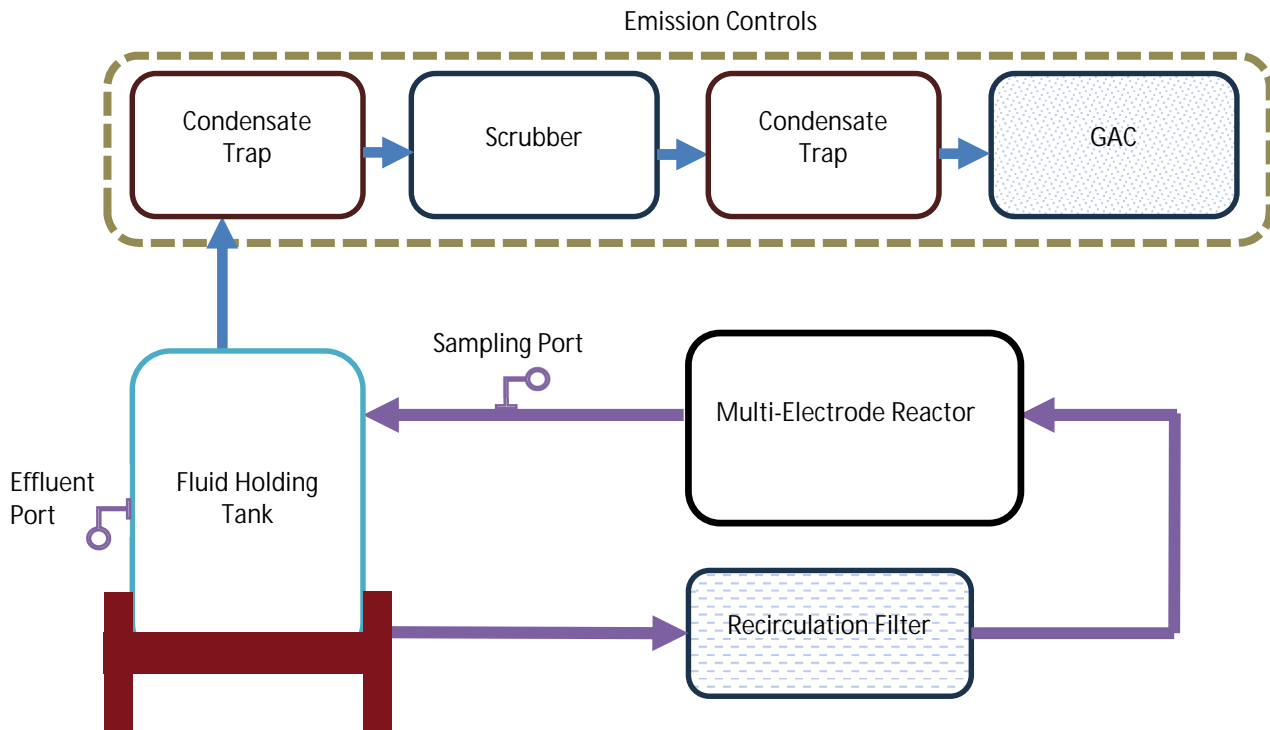 Emission Controls
Condensate
Trap
Scrubber
Condensate
Trap
GAC
Sampling Port
Multi-Electrode Reactor
Effluent
Port
Fluid Holding
Tank
Recirculation Filter